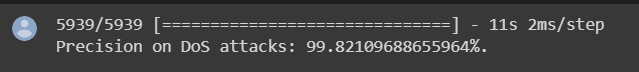 5939/5939 [==============================] - 11s 2ms/step
Precision on DoS attacks: 99.82109688655964%.